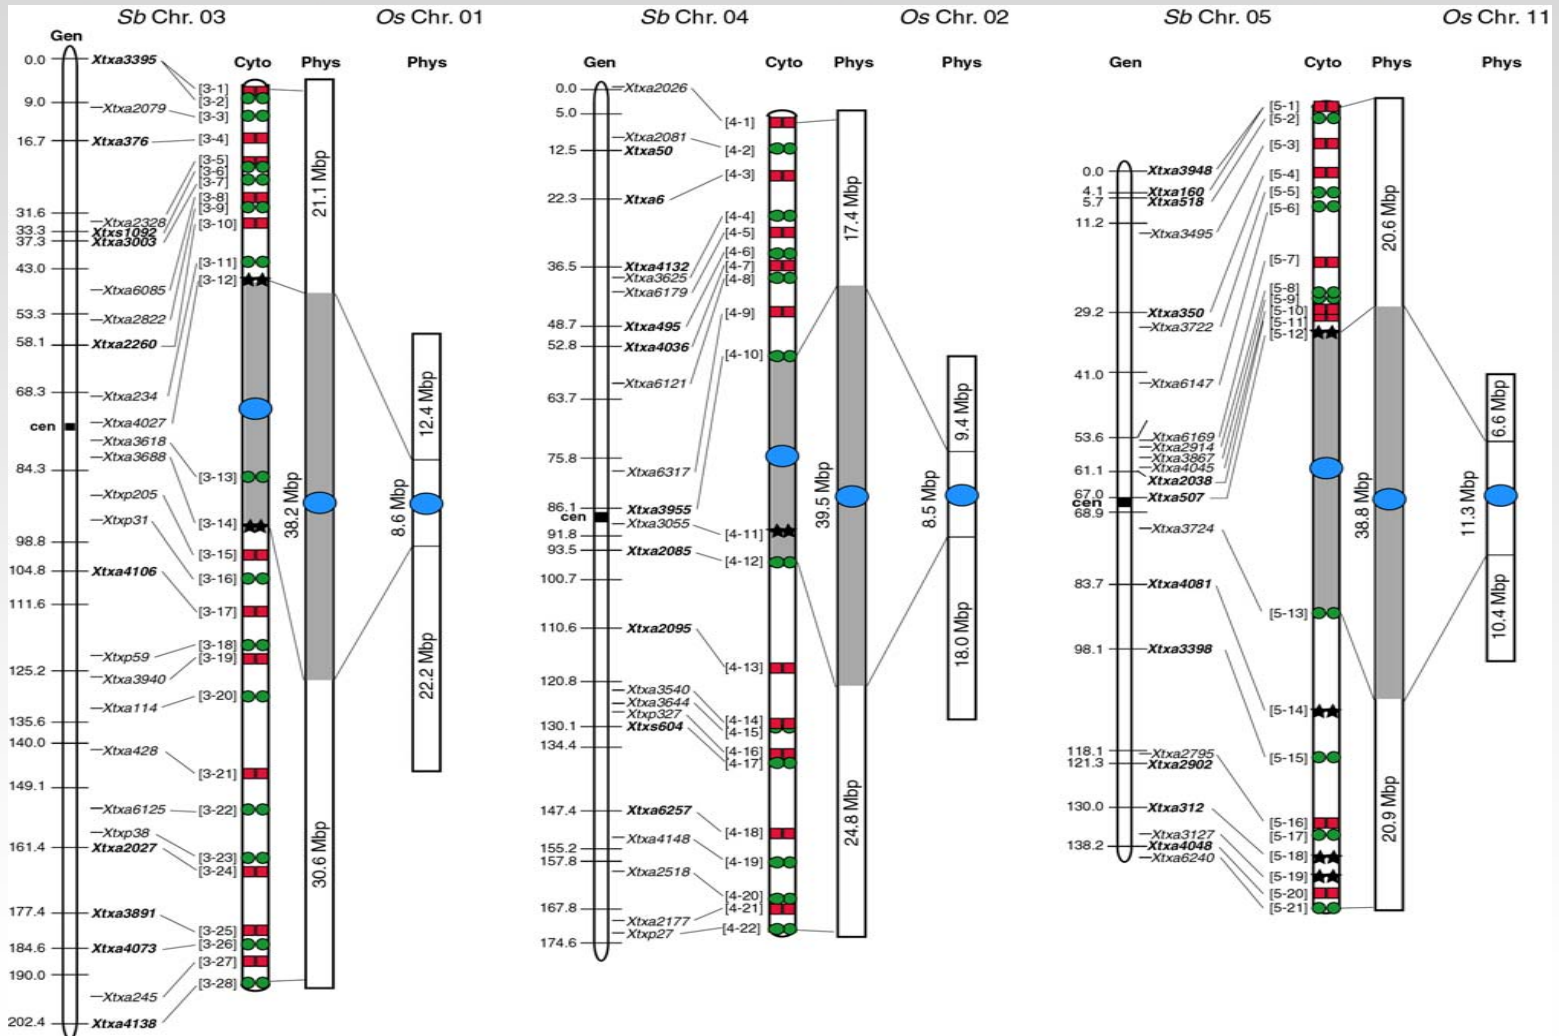 Sb Chr. 03
Os Chr. 01
Sb Chr. 04
Os Chr. 02
Sb Chr. 05
Os Chr. 11
Gen
Cyto
Phys
Phys
0.0
9.0
16.7
31.6
33.3
37.3
43.0
53.3
58.1
68.3
cen
84.3
98.8
104.8
111.6
125.2
135.6
140.0
149.1
161.4
177.4
184.6
190.0
202.4
Xtxa3395
Xtxa2079
Xtxa376
Xtxa2328
Xtxs1092
Xtxa3003
Xtxa6085
Xtxa2822
Xtxa2260
Xtxa234
Xtxa4027
Xtxa3618
Xtxa3688
Xtxp205
Xtxp31
Xtxa4106
Xtxp59
Xtxa3940
Xtxa114
Xtxa428
Xtxa6125
Xtxp38
Xtxa2027
Xtxa3891
Xtxa4073
Xtxa245
Xtxa4138
[3-1]
[3-2]
[3-3]
[3-4]
[3-5]
[3-6]
[3-7]
[3-8]
[3-9]
[3-10]
[3-11]
[3-12]
[3-13]
[3-14]
[3-15]
[3-16]
[3-17]
[3-18]
[3-19]
[3-20]
[3-21]
[3-22]
[3-23]
[3-24]
[3-25]
[3-26]
[3-27]
[3-28]
21.1 Mbp
38.2 Mbp
30.6 Mbp
12.4 Mbp
8.6 Mbp
22.2 Mbp
Gen
Cyto
Phys
Phys
0.0
5.0
12.5
22.3
36.5
48.7
52.8
63.7
75.8
86.1
cen
91.8
93.5
100.7
110.6
120.8
130.1
134.4
147.4
155.2
157.8
167.8
174.6
Xtxa2026
Xtxa2081
Xtxa50
Xtxa6
Xtxa4132
Xtxa3625
Xtxa6179
Xtxa495
Xtxa4036
Xtxa6121
Xtxa6317
Xtxa3955
Xtxa3055
Xtxa2085
Xtxa2095
Xtxa3540
Xtxa3644
Xtxp327
Xtxs604
Xtxa6257
Xtxa4148
Xtxa2518
Xtxa2177
Xtxp27
[4-1]
[4-2]
[4-3]
[4-4]
[4-5]
[4-6]
[4-7]
[4-8]
[4-9]
[4-10]
[4-11]
[4-12]
[4-13]
[4-14]
[4-15]
[4-16]
[4-17]
[4-18]
[4-19]
[4-20]
[4-21]
[4-22]
17.4 Mbp
39.5 Mbp
24.8 Mbp
9.4 Mbp
8.5 Mbp
18.0 Mbp
Gen
Cyto
Phys
Phys
0.0
4.1
5.7
11.2
29.2
41.0
53.6
61.1
67.0
cen
68.9
83.7
98.1
118.1
121.3
130.0
138.2
Xtxa3948
Xtxa160
Xtxa518
Xtxa3495
Xtxa350
Xtxa3722
Xtxa6147
Xtxa6169
Xtxa2914
Xtxa3867
Xtxa4045
Xtxa2038
Xtxa507
Xtxa3724
Xtxa4081
Xtxa3398
Xtxa2795
Xtxa2902
Xtxa312
Xtxa3127
Xtxa4048
Xtxa6240
[5-1]
[5-2]
[5-3]
[5-4]
[5-5]
[5-6]
[5-7]
[5-8]
[5-9]
[5-10]
[5-11]
[5-12]
[5-13]
[5-14]
[5-15]
[5-16]
[5-17]
[5-18]
[5-19]
[5-20]
[5-21]
20.6 Mbp
38.8 Mbp
20.9 Mbp
6.6 Mbp
11.3 Mbp
10.4 Mbp